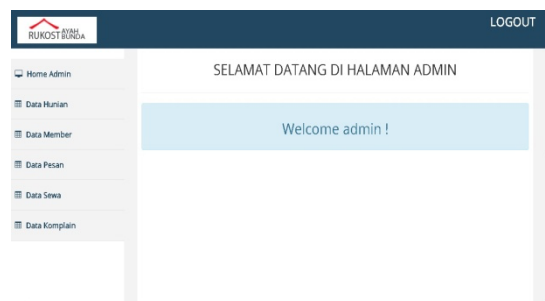 RUKOST AYAH BUNDA
LOGOUT
Home Admin
Data Hunian
Data Member
Data Pesan
Data Sewa
Data Komplain
SELAMAT DATANG DI HALAMAN ADMIN
Welcome admin !